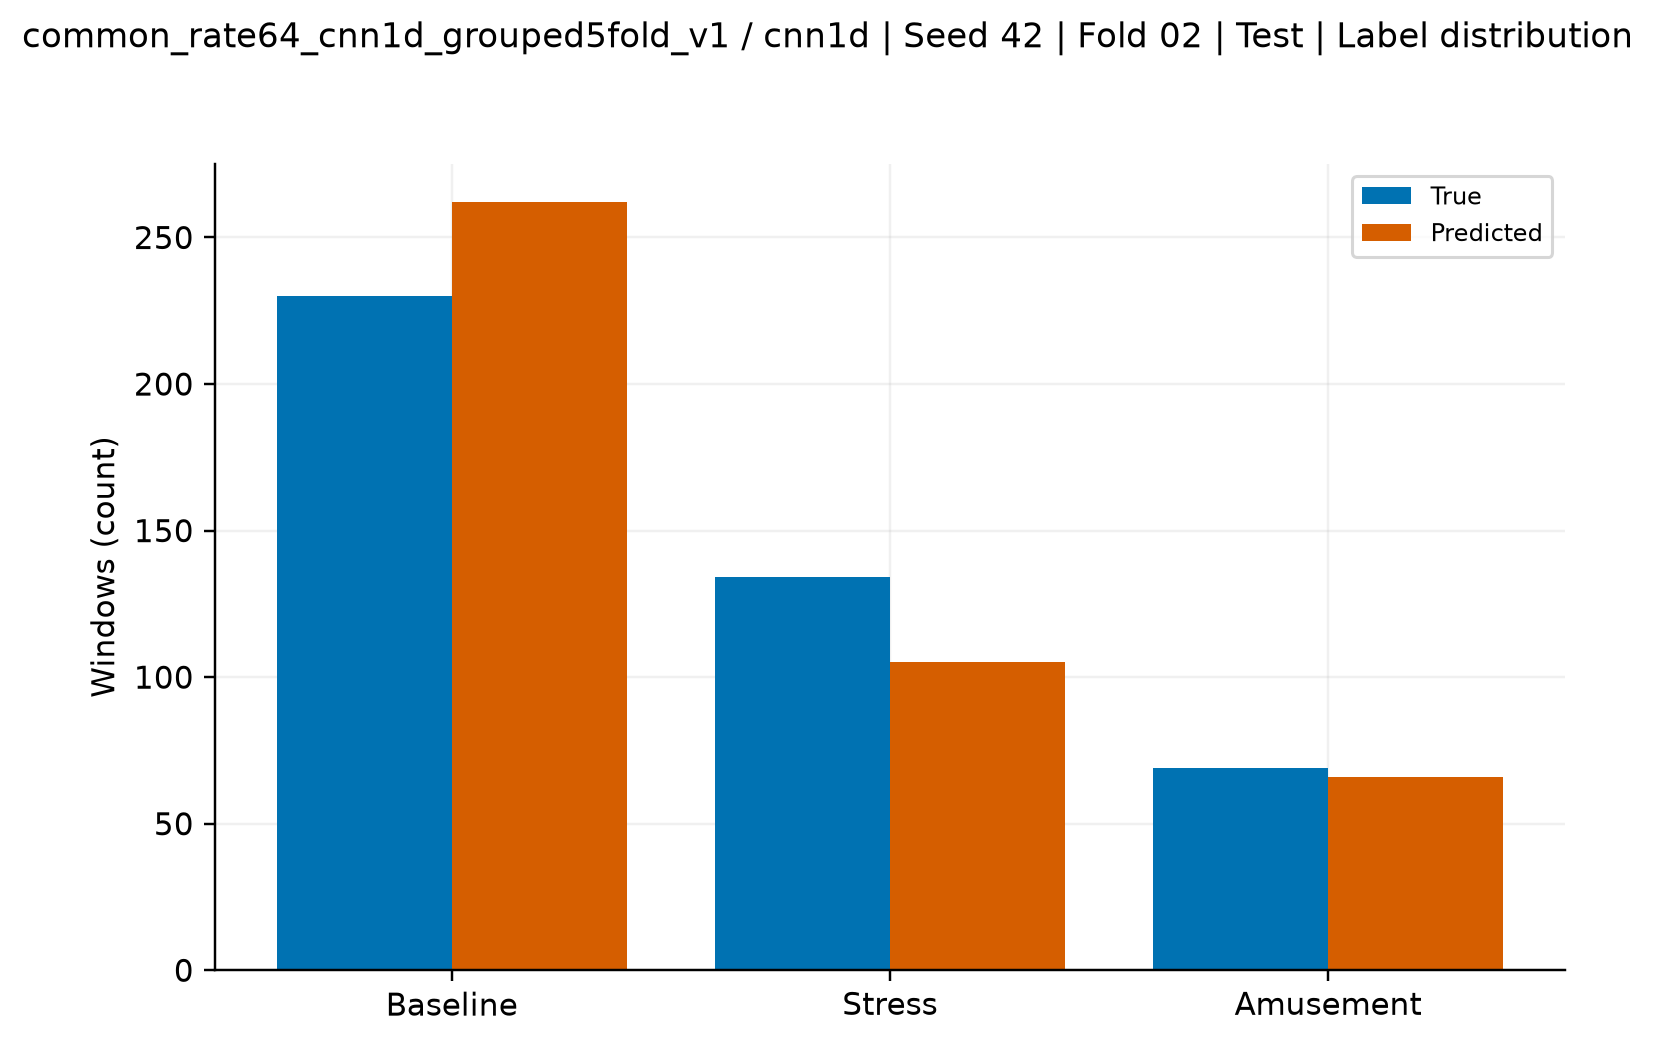 common_rate64_cnn1d_grouped5fold_v1 / cnn1d | Seed 42 | Fold 02 | Test | Label distribution
True
Predicted
Windows (count)
250
200
150
100
50
0
Baseline
Stress
Amusement